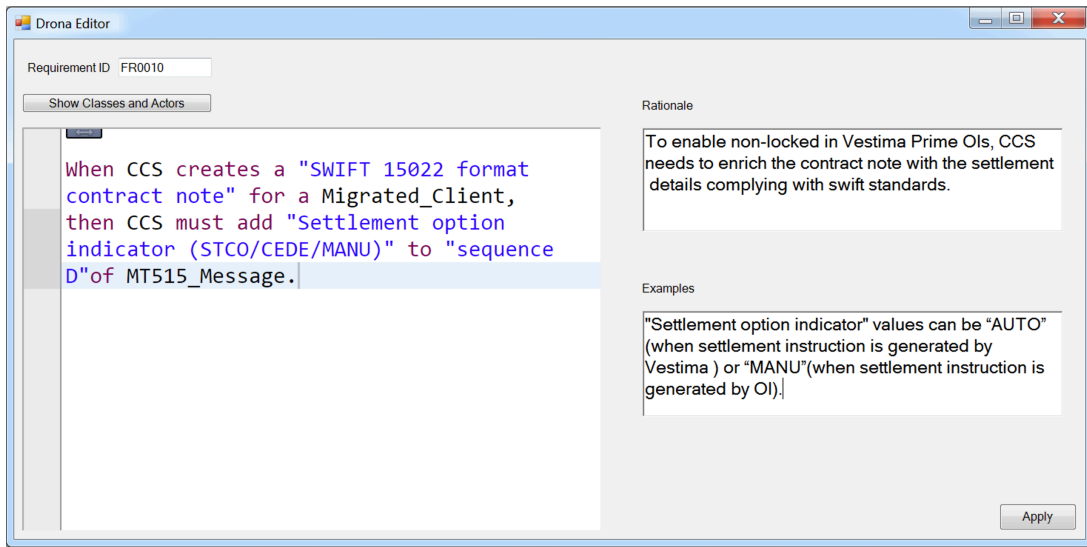 Drona Editor
Requirement ID FR0010
Show Classes and Actors
When CCS creates a "SWIFT 15022 format
contract note" for a Migrated_Client,
then CCS must add "Settlement option
indicator (STCO/CEDE/MANU)" to "sequence
D"of MT515_Message.
Rationale
To enable non-locked in Vestima Prime OIs, CCS
needs to enrich the contract note with the settlement
details complying with swift standards.
Examples
"Settlement option indicator" values can be “AUTO”
(when settlement instruction is generated by
Vestima ) or “MANU”(when settlement instruction is
generated by OI).
Apply